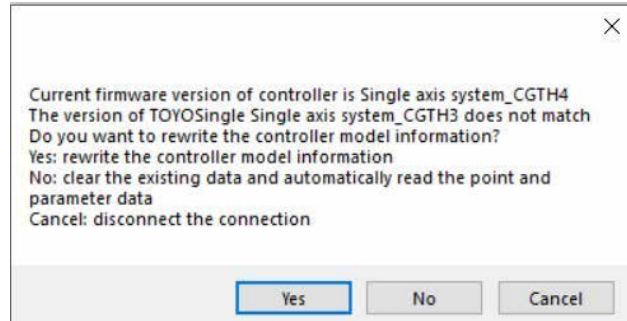 Current firmware version of controller is Single axis system_CGTH4
The version of TOYOSingle Single axis system_CGTH3 does not match
Do you want to rewrite the controller model information?
Yes: rewrite the controller model information
No: clear the existing data and automatically read the point and
parameter data
Cancel: disconnect the connection
Yes No Cancel